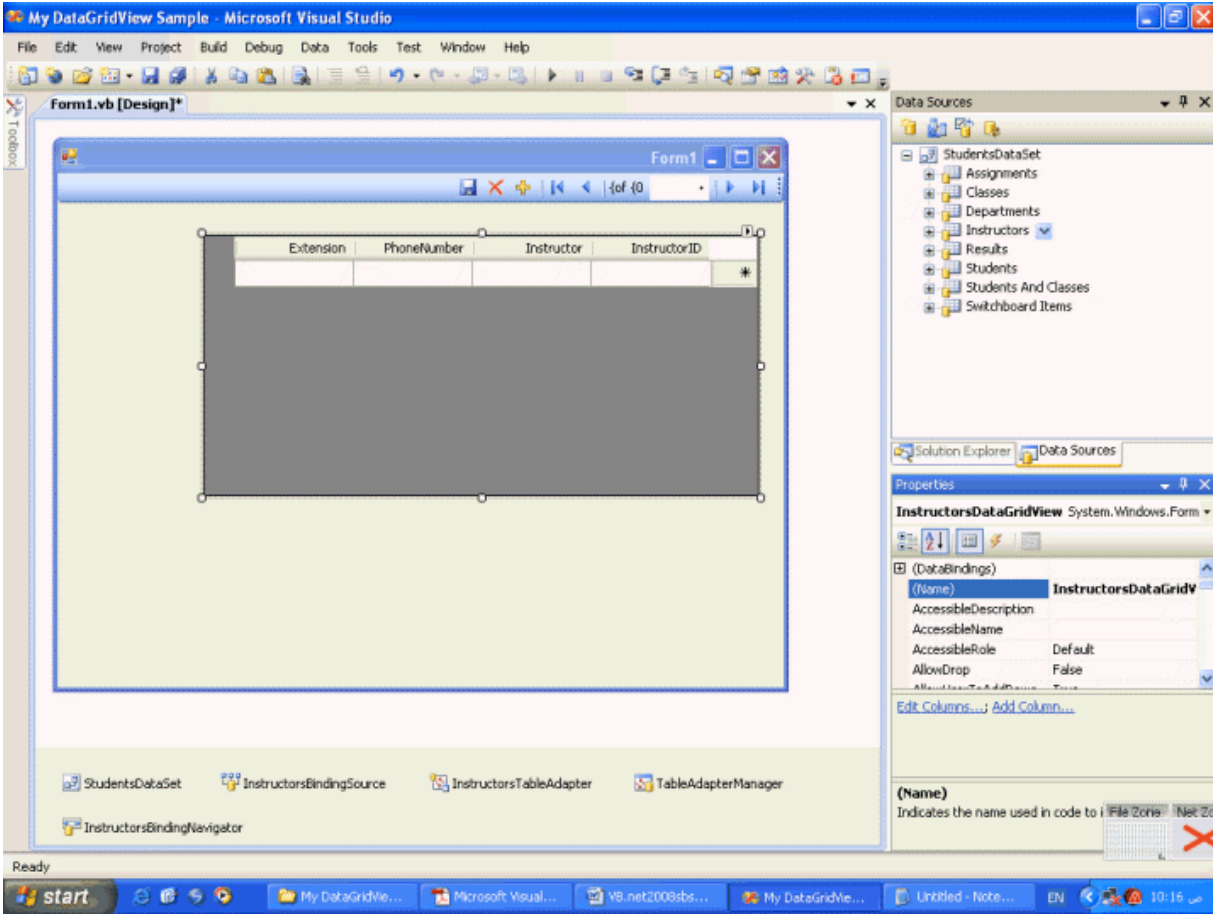 My DataGridView Sample - Microsoft Visual Studio
File Edit View Project Build Debug Data Tools Test Window Help
Toolbox
Form1.vb [Design]*
Form1
{of {0
Extension PhoneNumber Instructor InstructorID
StudentsDataSet InstructorsBindingSource InstructorsTableAdapter TableAdapterManager
InstructorsBindingNavigator
Data Sources
StudentsDataSet
Assignments
Classes
Departments
Instructors
Results
Students
Students And Classes
Switchboard Items
Solution Explorer Data Sources
Properties
InstructorsDataGridView System.Windows.Form
(DataBindings)
(Name) InstructorsDataGridV
AccessibleDescription
AccessibleName
AccessibleRole Default
AllowDrop False
Edit Columns...; Add Column...
(Name)
Indicates the name used in code to i
File Zone Net Zo
Ready
start My DataGridVie... Microsoft Visual... VB.net2008sbs... My DataGridVie... Untitled - Note... EN 10:16